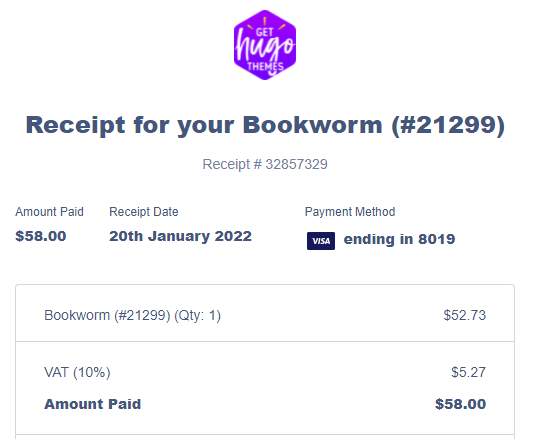 GET
hugo
THEMES
Receipt for your Bookworm (#21299)
Receipt # 32857329
Amount Paid Receipt Date Payment Method
$58.00 20th January 2022 VISA ending in 8019
Bookworm (#21299) (Qty: 1) $52.73
VAT (10%) $5.27
Amount Paid $58.00